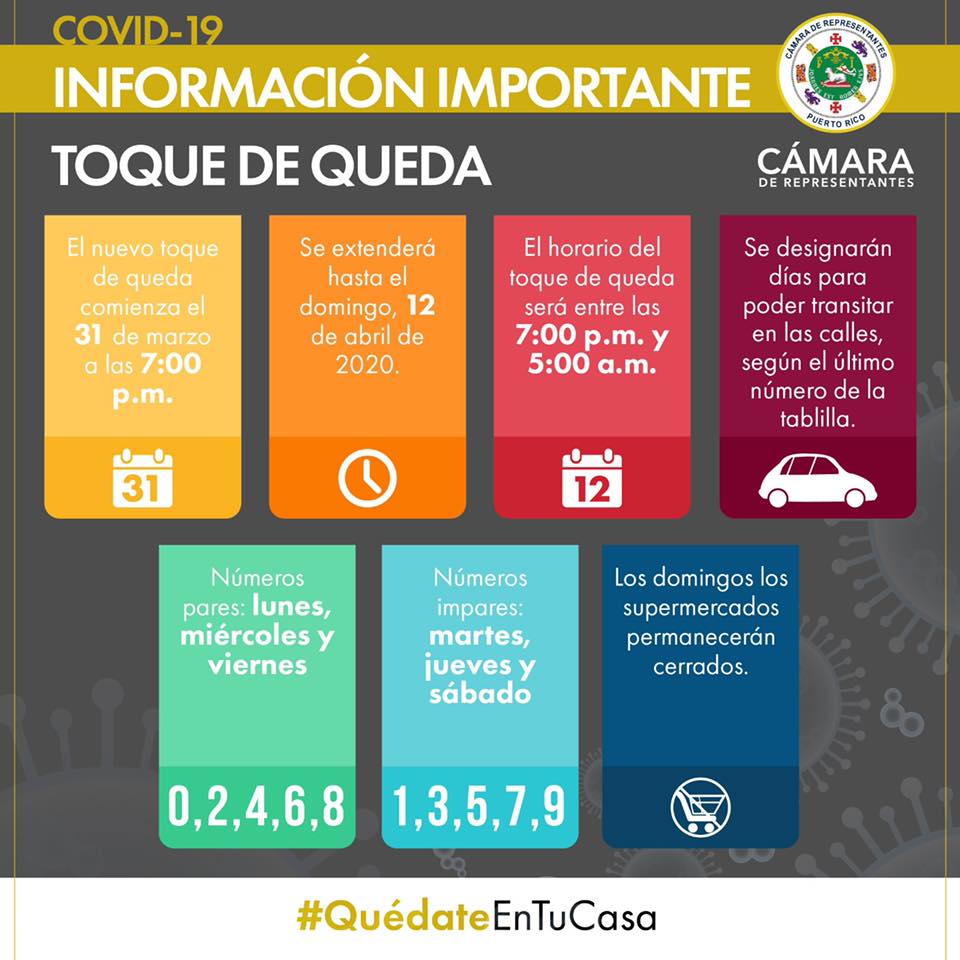 COVID-19
INFORMACIÓN IMPORTANTE
CÁMARA DE REPRESENTANTES
PUERTO RICO
TOQUE DE QUEDA
CÁMARA
DE REPRESENTANTES
El nuevo toque
de queda
comienza el
31 de marzo
a las 7:00
p.m.
31
Se extenderá
hasta el
domingo, 12
de abril de
2020.
El horario del
toque de queda
será entre las
7:00 p.m. y
5:00 a.m.
12
Se designarán
días para
poder transitar
en las calles,
según el último
número de la
tablilla.
Números
pares: lunes,
miércoles y
viernes
0,2,4,6,8
Números
impares:
martes,
jueves y
sábado
1,3,5,7,9
Los domingos los
supermercados
permanecerán
cerrados.
#QuédateEnTuCasa